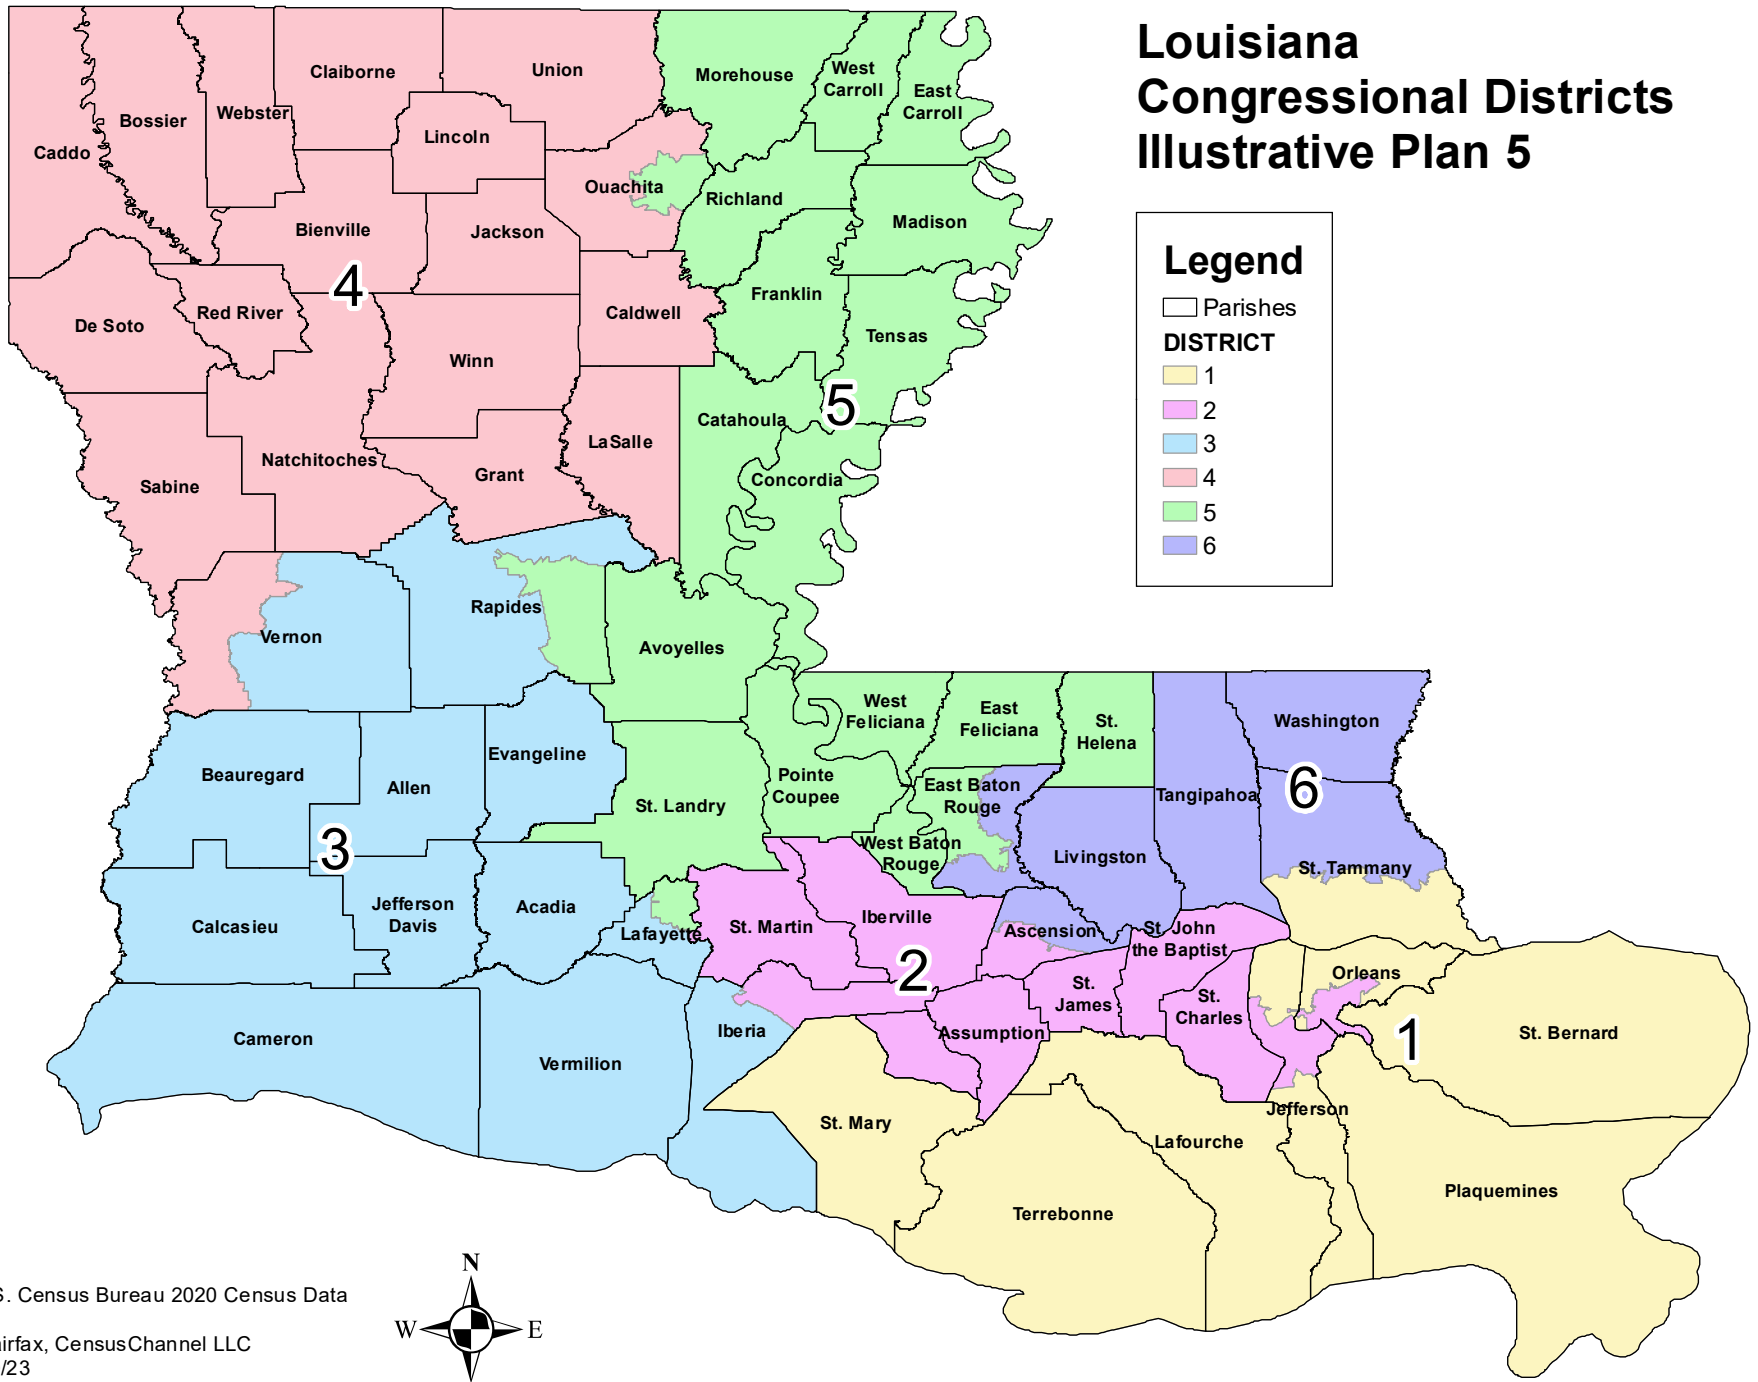 Louisiana
Congressional Districts
Illustrative Plan 5
Legend
Parishes
DISTRICT
1
2
3
4
5
6
Caddo
Bossier
Webster
Claiborne
Union
Lincoln
Morehouse
West
Carroll
East
Carroll
Ouachita
Richland
Madison
Bienville
Jackson
4
De Soto
Red River
Caldwell
Franklin
Tensas
Winn
5
Catahoula
LaSalle
Natchitoches
Grant
Sabine
Concordia
Rapides
Vernon
Avoyelles
West
Feliciana
East
Feliciana
St.
Helena
Washington
Beauregard
Allen
Evangeline
St. Landry
Pointe
Coupee
East Baton
Rouge
Tangipahoa
6
3
West Baton
Rouge
Livingston
St. Tammany
Calcasieu
Jefferson
Davis
Acadia
Lafayette
St. Martin
Iberville
Ascension
St. John
the Baptist
2
Orleans
St.
James
St.
Charles
Cameron
Vermilion
Iberia
Assumption
1
St. Bernard
St. Mary
Jefferson
Lafourche
Terrebonne
Plaquemines
S. Census Bureau 2020 Census Data
airfax, CensusChannel LLC
/23
N
W
E
S